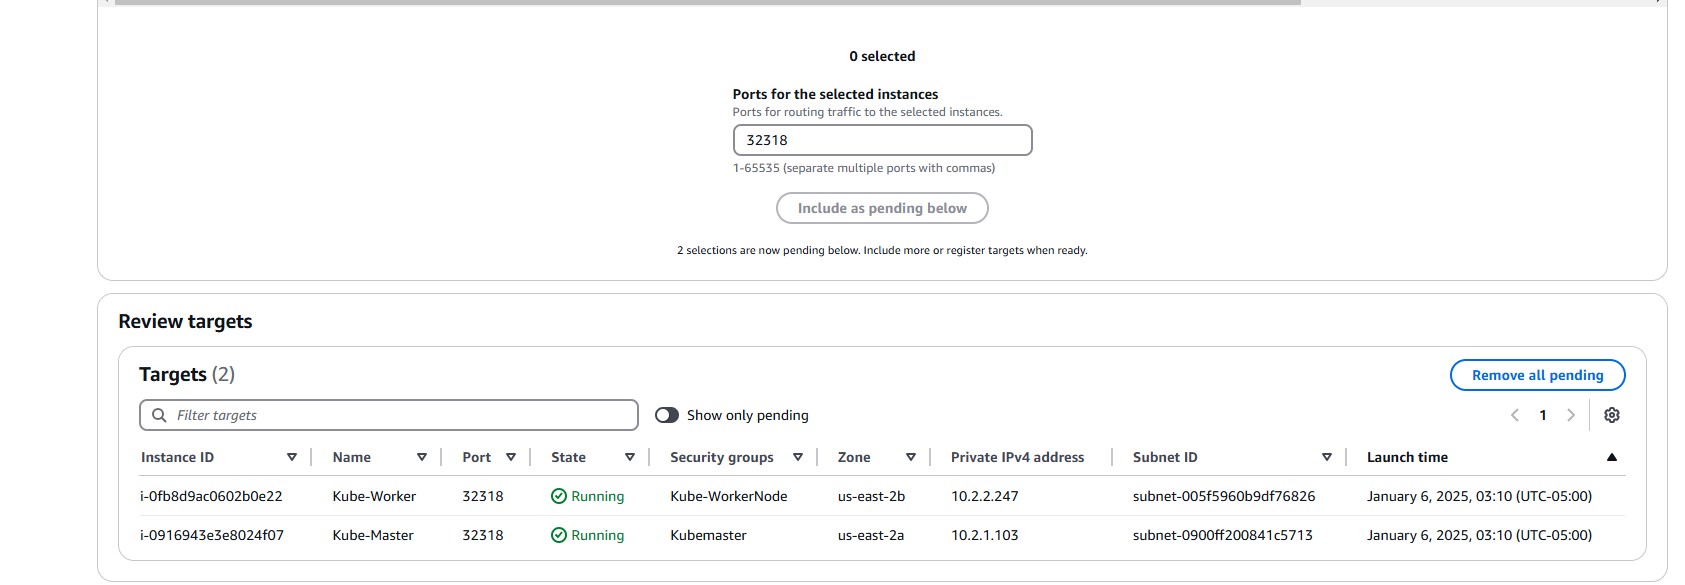 0 selected
Ports for the selected instances
Ports for routing traffic to the selected instances.
32318
1-65535 (separate multiple ports with commas)
Include as pending below
2 selections are now pending below. Include more or register targets when ready.
Review targets
Targets (2)
Remove all pending
Filter targets
Show only pending
1
Instance ID Name Port State Security groups Zone Private IPv4 address Subnet ID Launch time
i-0fb8d9ac0602b0e22 Kube-Worker 32318 Running Kube-WorkerNode us-east-2b 10.2.2.247 subnet-005f5960b9df76826 January 6, 2025, 03:10 (UTC-05:00)
i-0916943e3e8024f07 Kube-Master 32318 Running Kubemaster us-east-2a 10.2.1.103 subnet-0900ff200841c5713 January 6, 2025, 03:10 (UTC-05:00)